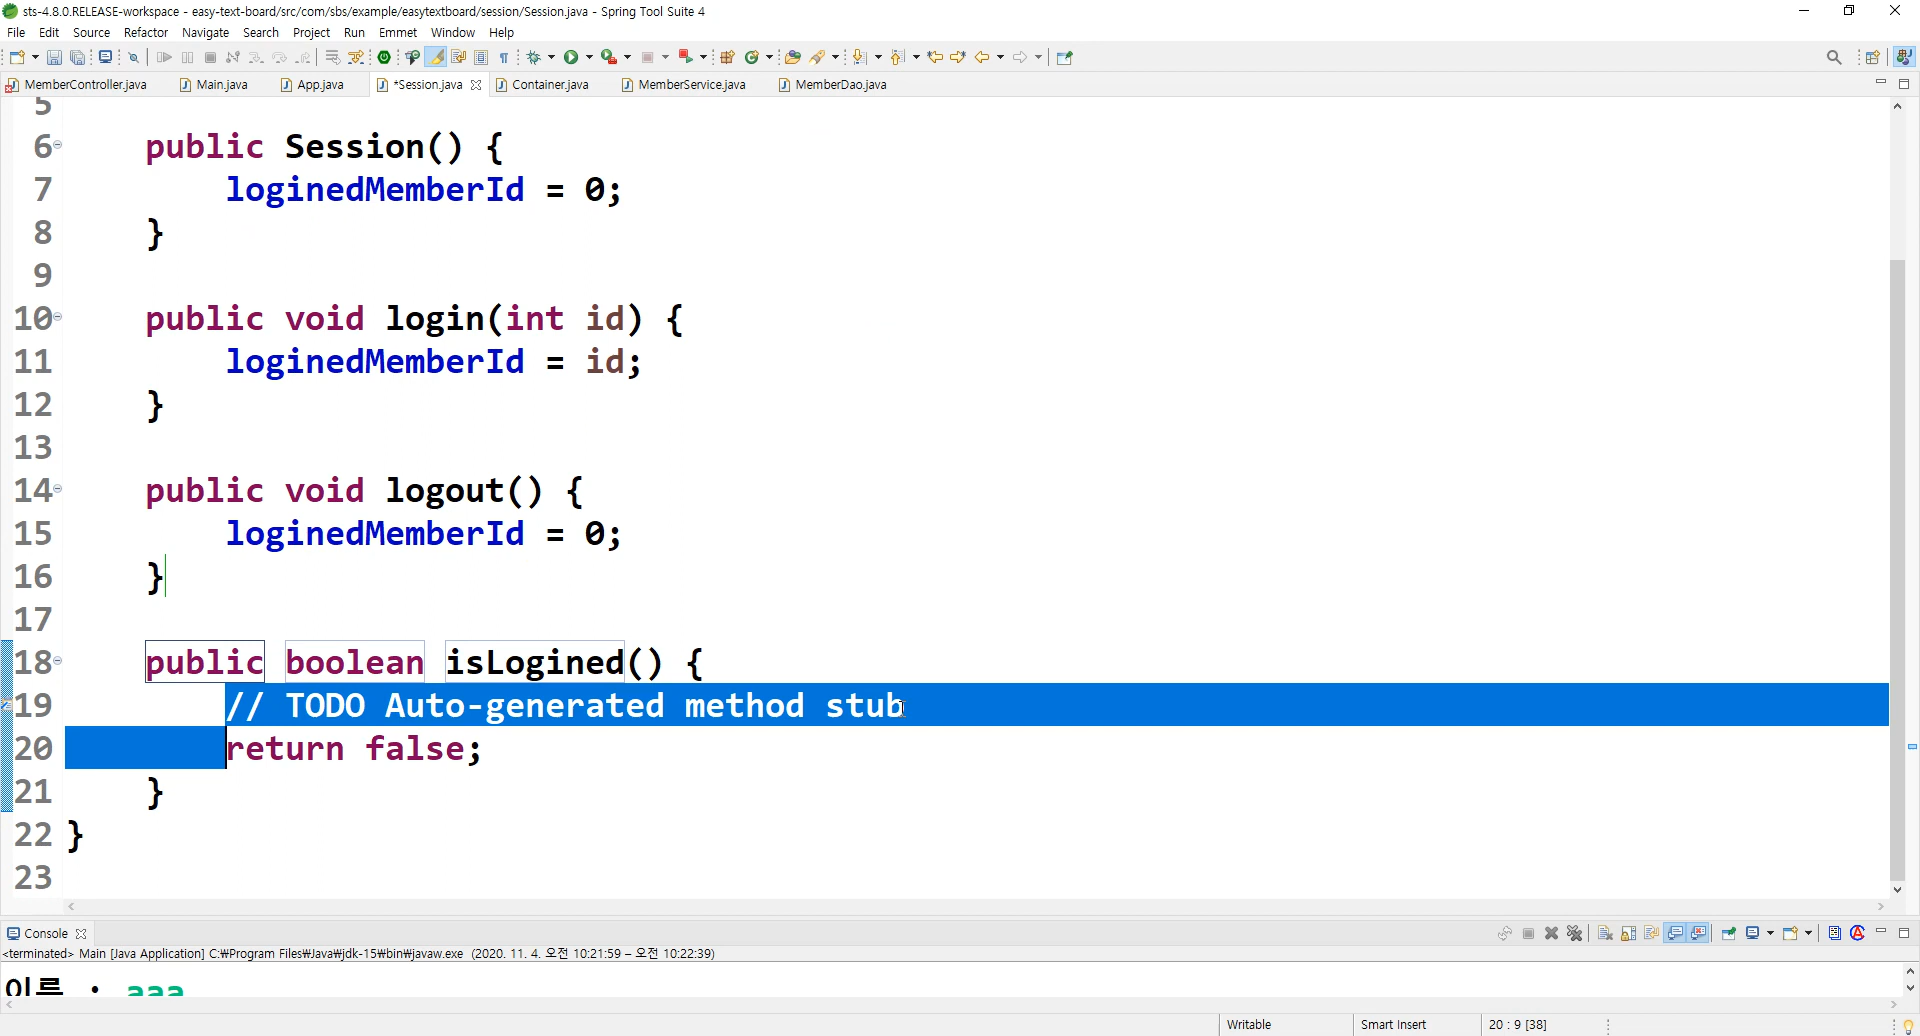 sts-4.8.0.RELEASE-workspace - easy-text-board/src/com/sbs/example/easytextboard/session/Session.java - Spring Tool Suite 4
File Edit Source Refactor Navigate Search Project Run Emmet Window Help
MemberController.java Main.java App.java *Session.java Container.java MemberService.java MemberDao.java
5
6 public Session() {
7 loginedMemberId = 0;
8 }
9
10 public void login(int id) {
11 loginedMemberId = id;
12 }
13
14 public void logout() {
15 loginedMemberId = 0;
16 }
17
18 public boolean isLogined() {
19 // TODO Auto-generated method stub
20 return false;
21 }
22 }
23
Console
<terminated> Main [Java Application] C:₩Program Files₩Java₩jdk-15₩bin₩javaw.exe (2020. 11. 4. 오전 10:21:59 – 오전 10:22:39)
이름 : aaa
Writable Smart Insert 20 : 9 [38]